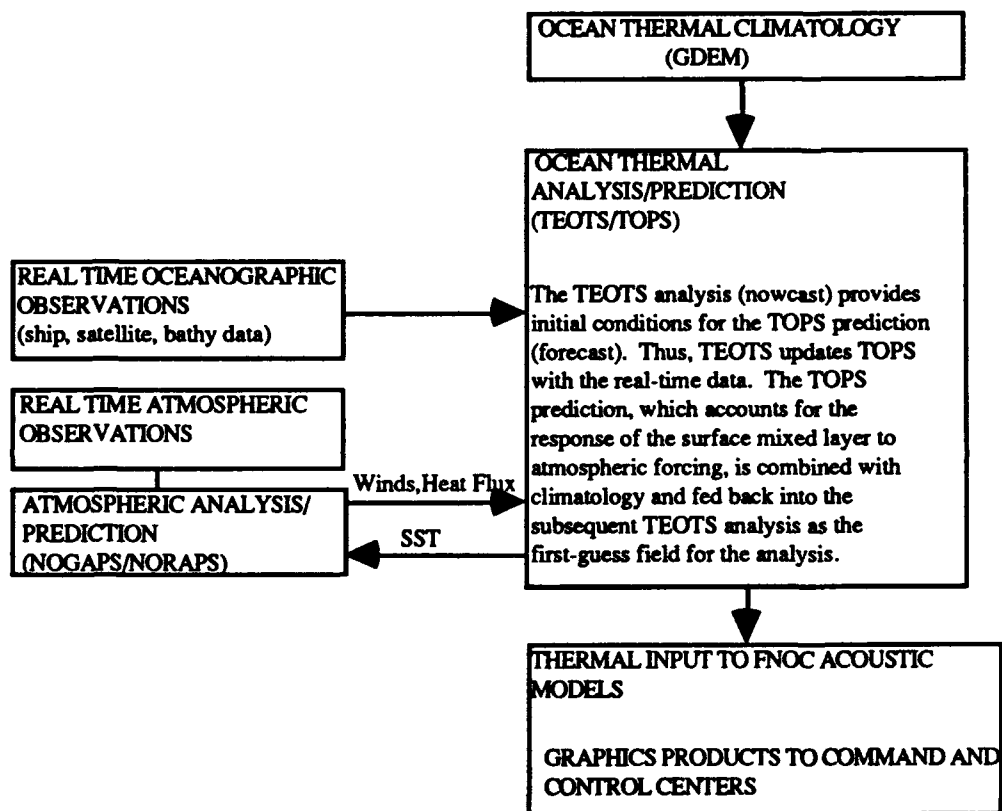 OCEAN THERMAL CLIMATOLOGY
(GDEM)
OCEAN THERMAL
ANALYSIS/PREDICTION
(TEOTS/TOPS)
The TEOTS analysis (nowcast) provides
initial conditions for the TOPS prediction
(forecast). Thus, TEOTS updates TOPS
with the real-time data. The TOPS
prediction, which accounts for the
response of the surface mixed layer to
atmospheric forcing, is combined with
climatology and fed back into the
subsequent TEOTS analysis as the
first-guess field for the analysis.
REAL TIME OCEANOGRAPHIC
OBSERVATIONS
(ship, satellite, bathy data)
REAL TIME ATMOSPHERIC
OBSERVATIONS
ATMOSPHERIC ANALYSIS/
PREDICTION
(NOGAPS/NORAPS)
Winds,Heat Flux
SST
THERMAL INPUT TO FNOC ACOUSTIC
MODELS
GRAPHICS PRODUCTS TO COMMAND AND
CONTROL CENTERS